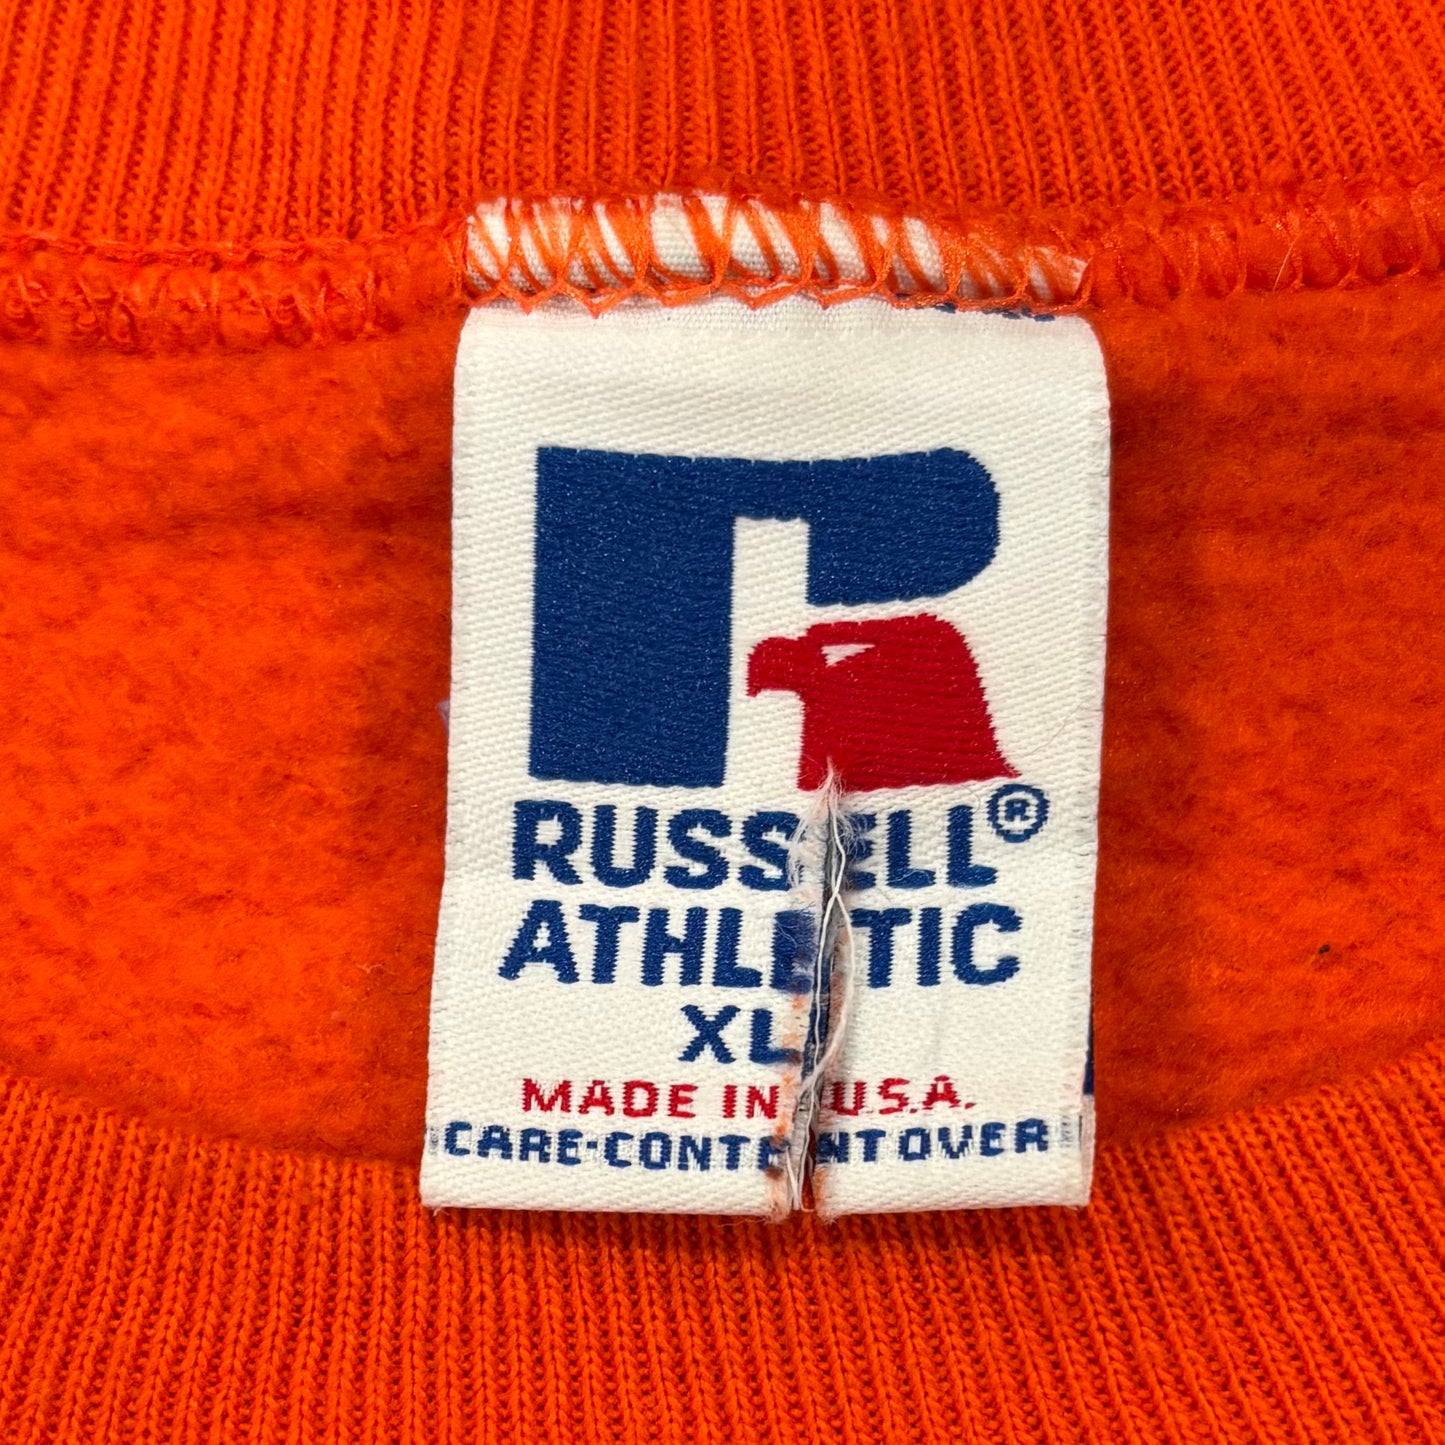 RUSSELL®
ATHLETIC
XL
MADE IN U.S.A.
CARE-CONTENT OVER